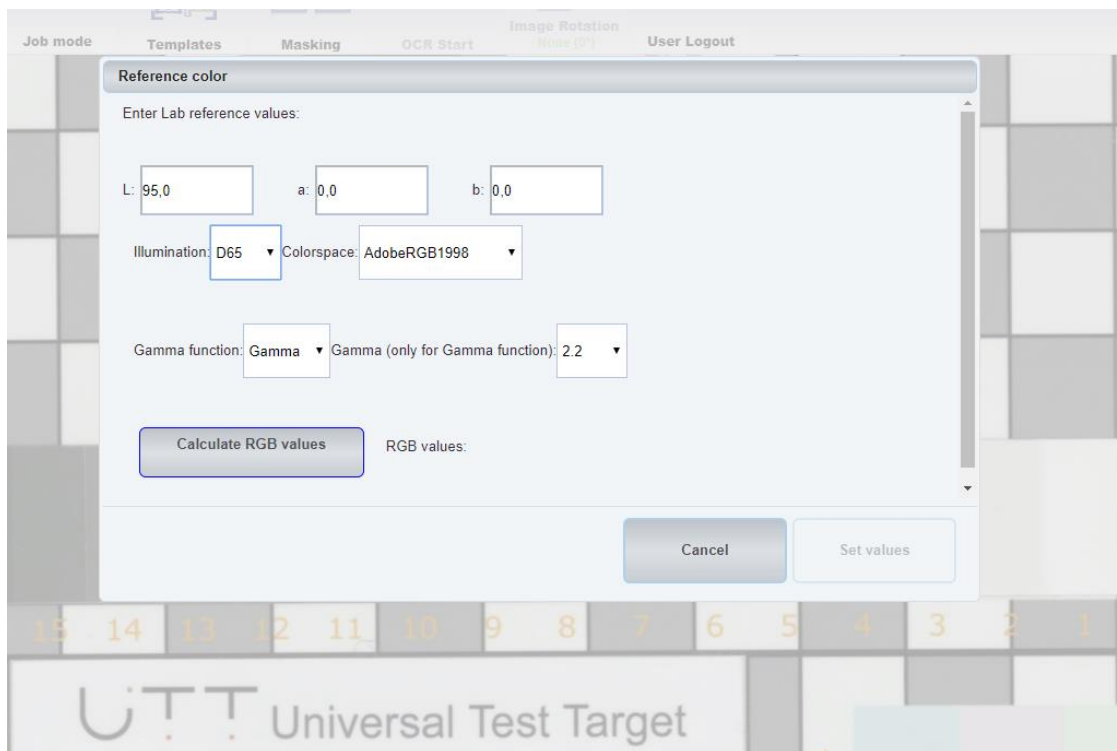 Image Rotation
Job mode Templates Masking OCR Start None [0°] User Logout
Reference color
Enter Lab reference values:
L: 95,0 a: 0,0 b: 0,0
Illumination: D65 Colorspace: AdobeRGB1998
Gamma function: Gamma Gamma (only for Gamma function): 2.2
Calculate RGB values RGB values:
Cancel Set values
15 14 13 12 11 10 9 8 7 6 5 4 3 2 1
UTT Universal Test Target